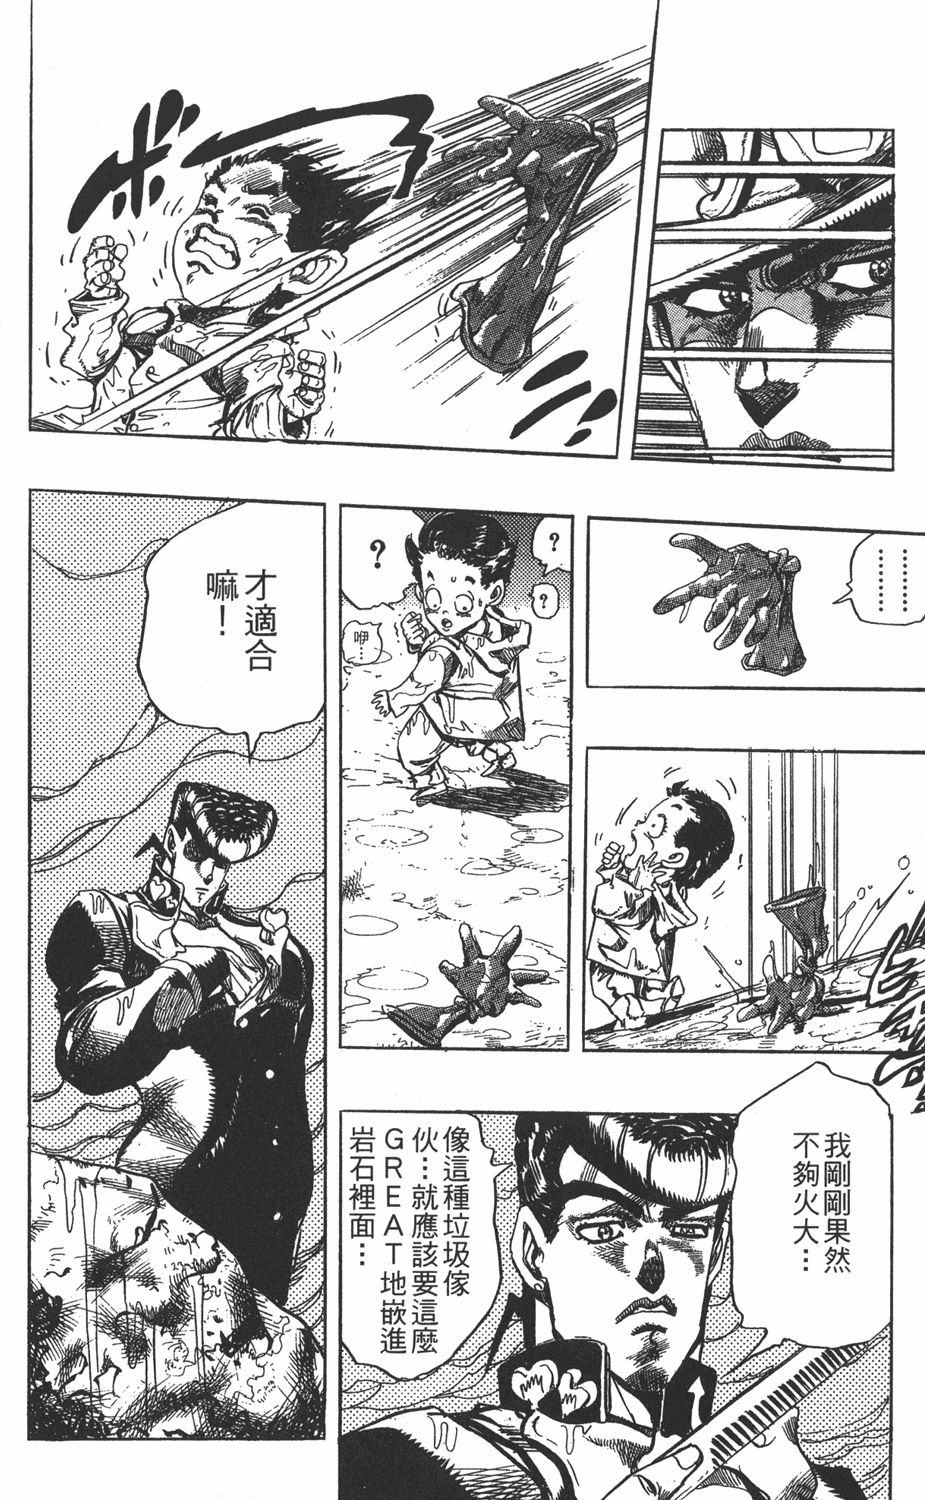 ボ
ニ
……
……
？
？
？
咿…
我剛剛果然
不夠火大…
像這種垃圾傢
伙…就應該要這麼
GREAT地嵌進
岩石裡面…
才適合
嘛！